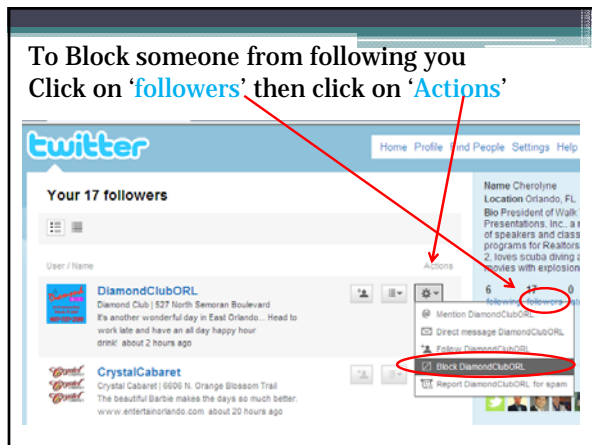 To Block someone from following you
Click on ‘followers’ then click on ‘Actions’
twitter
Home Profile Find People Settings Help
Your 17 followers
User / Name
Actions
DiamondClubORL
Diamond Club | 527 North Semoran Boulevard
It's another wonderful day in East Orlando... Head to
work late and have an all day happy hour
drink! about 2 hours ago
CrystalCabaret
Crystal Cabaret | 6606 N. Orange Blossom Trail
The beautiful Barbie makes the days so much better.
www.entertainorlando.com about 20 hours ago
Mention DiamondClubORL
Direct message DiamondClubORL
Follow DiamondClubORL
Block DiamondClubORL
Report DiamondClubORL for spam
Name Cherolyne
Location Orlando, FL
Bio President of Walk
Presentations, Inc., a
of speakers and class
programs for Realtors
2, loves scuba diving a
movies with explosion
6 17 0
following followers